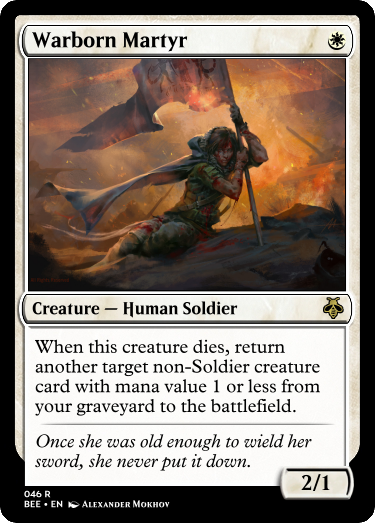 Warborn Martyr
Creature — Human Soldier
When this creature dies, return
another target non-Soldier creature
card with mana value 1 or less from
your graveyard to the battlefield.
Once she was old enough to wield her
sword, she never put it down.
2/1
046 R
BEE • EN Alexander Mokhov